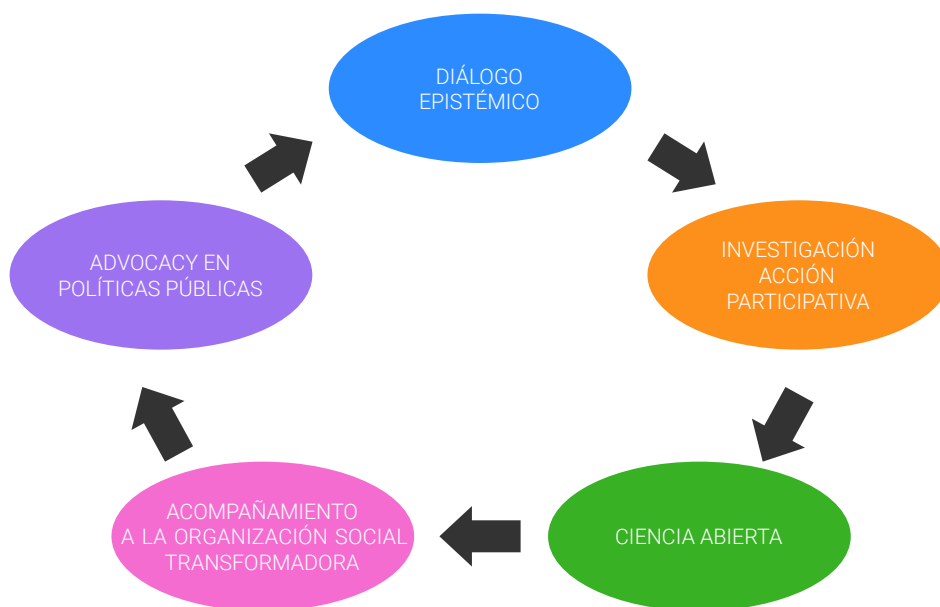 DIÁLOGO
EPISTÉMICO
INVESTIGACIÓN
ACCIÓN
PARTICIPATIVA
CIENCIA ABIERTA
ACOMPAÑAMIENTO
A LA ORGANIZACIÓN SOCIAL
TRANSFORMADORA
ADVOCACY EN
POLÍTICAS PÚBLICAS